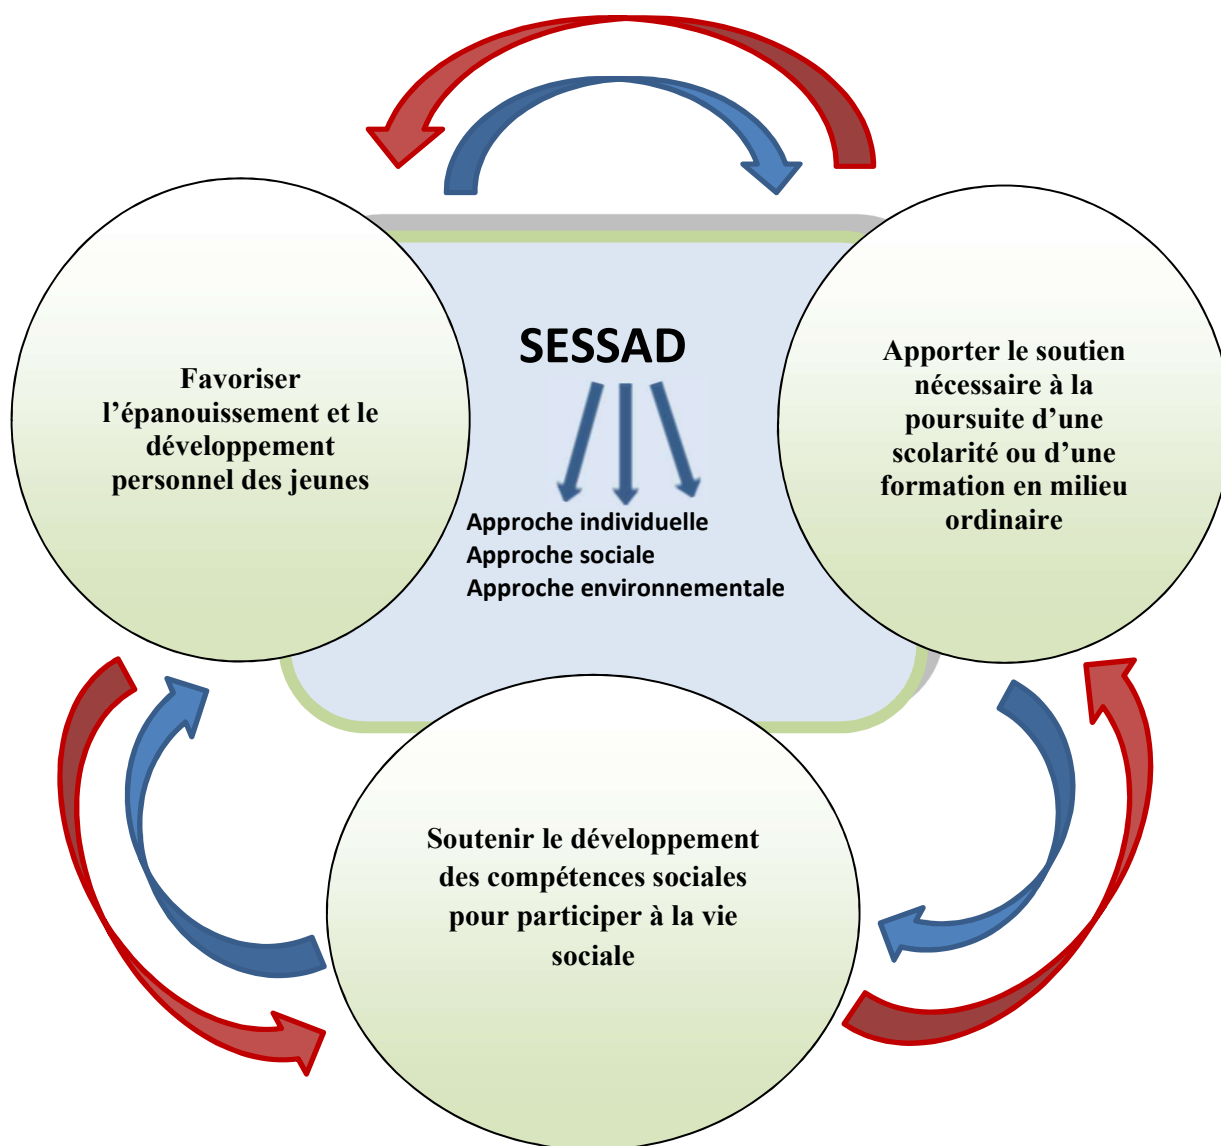 SESSAD
Approche individuelle
Approche sociale
Approche environnementale
Favoriser
l’épanouissement et le
développement
personnel des jeunes
Apporter le soutien
nécessaire à la
poursuite d’une
scolarité ou d’une
formation en milieu
ordinaire
Soutenir le développement
des compétences sociales
pour participer à la vie
sociale